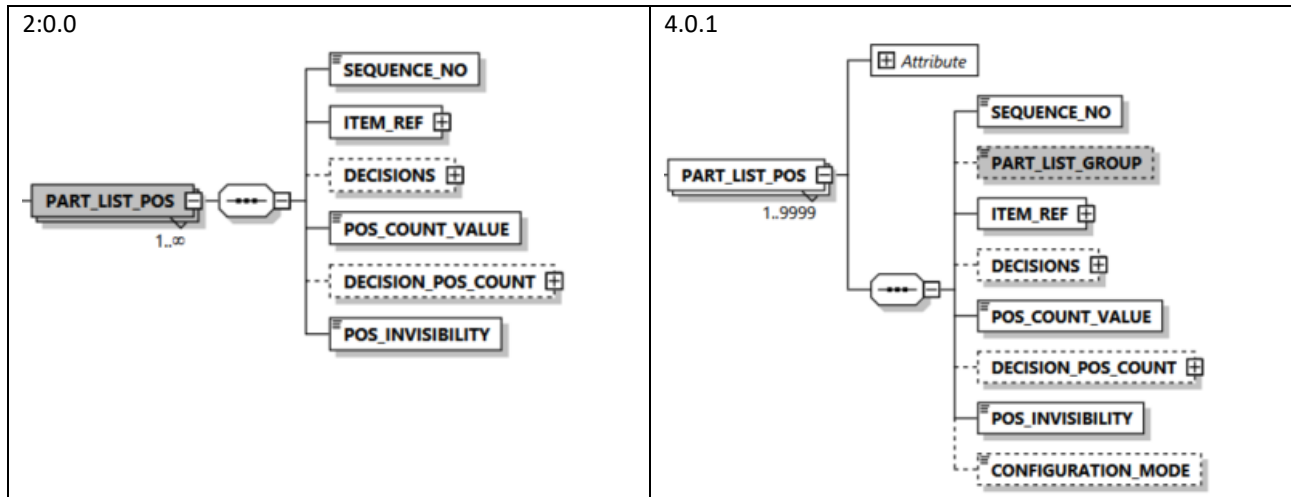 2:0.0
SEQUENCE_NO
ITEM_REF
DECISIONS
PART_LIST_POS
1..∞
POS_COUNT_VALUE
DECISION_POS_COUNT
POS_INVISIBILITY
4.0.1
Attribute
SEQUENCE_NO
PART_LIST_GROUP
PART_LIST_POS
1..9999
ITEM_REF
DECISIONS
POS_COUNT_VALUE
DECISION_POS_COUNT
POS_INVISIBILITY
CONFIGURATION_MODE